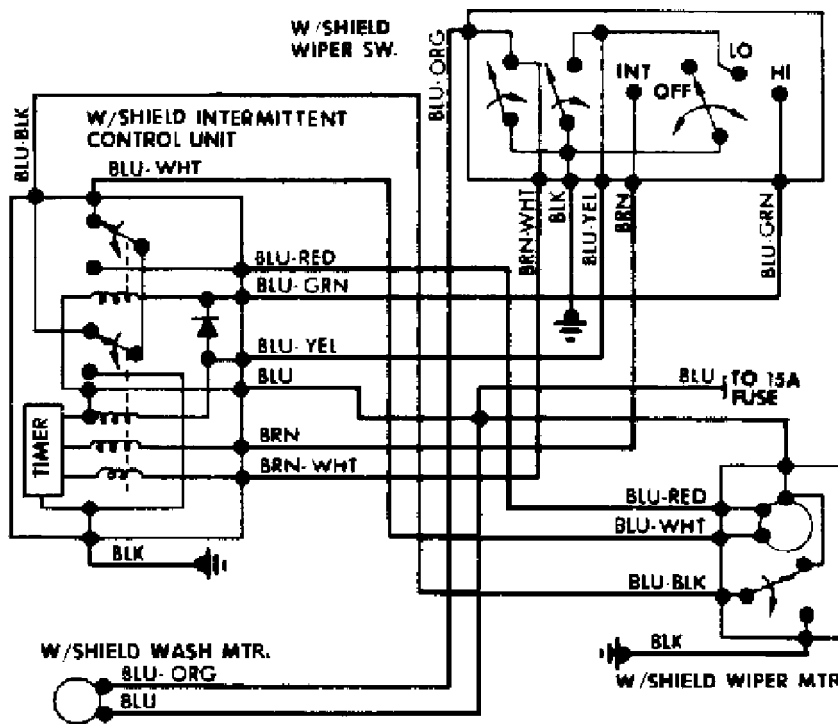 W/SHIELD
WIPER SW.
BLU-ORG
LO
INT
OFF
HI
BLU-BLK
W/SHIELD INTERMITTENT
CONTROL UNIT
BLU-WHT
BRN-WHT
BLK
BLU-YEL
BRN
BLU-GRN
BLU-RED
BLU-GRN
BLU-YEL
BLU
BLU
TO 15A
FUSE
TIMER
BRN
BRN-WHT
BLU-RED
BLU-WHT
BLK
BLU-BLK
BLK
W/SHIELD WASH MTR.
BLU-ORG
BLU
W/SHIELD WIPER MTR